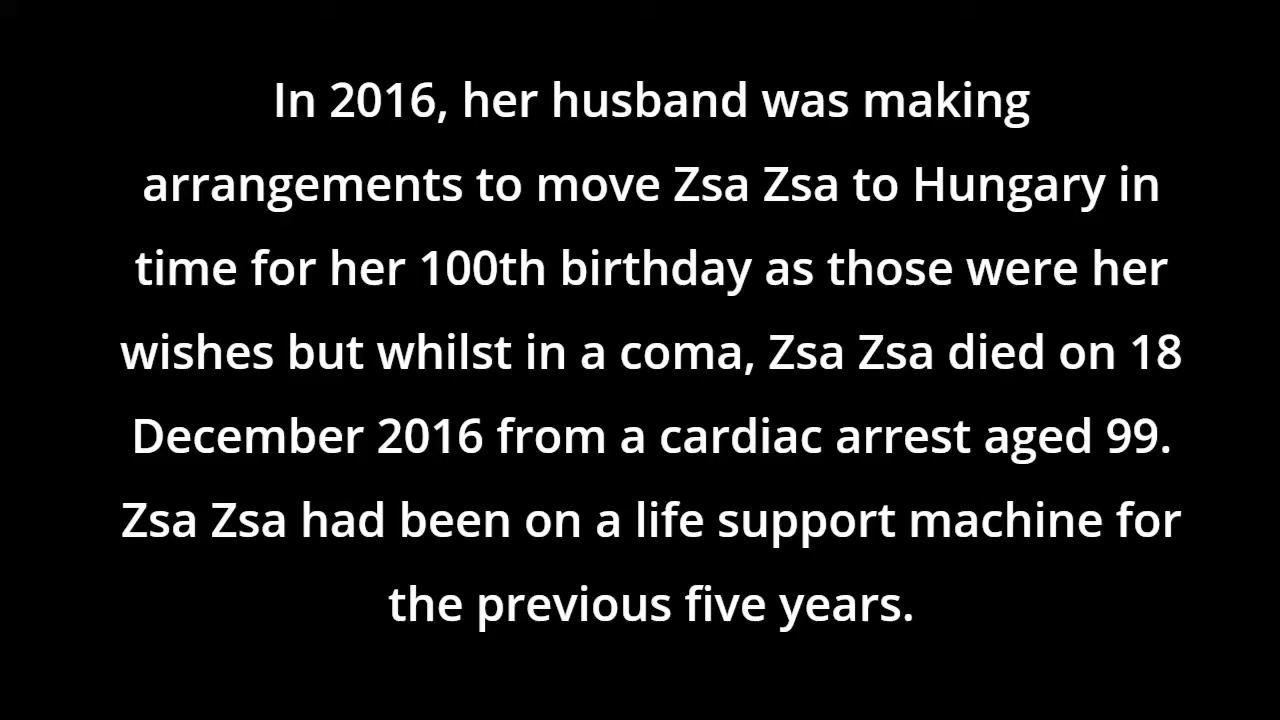 In 2016, her husband was making
arrangements to move Zsa Zsa to Hungary in
time for her 100th birthday as those were her
wishes but whilst in a coma, Zsa Zsa died on 18
December 2016 from a cardiac arrest aged 99.
Zsa Zsa had been on a life support machine for
the previous five years.